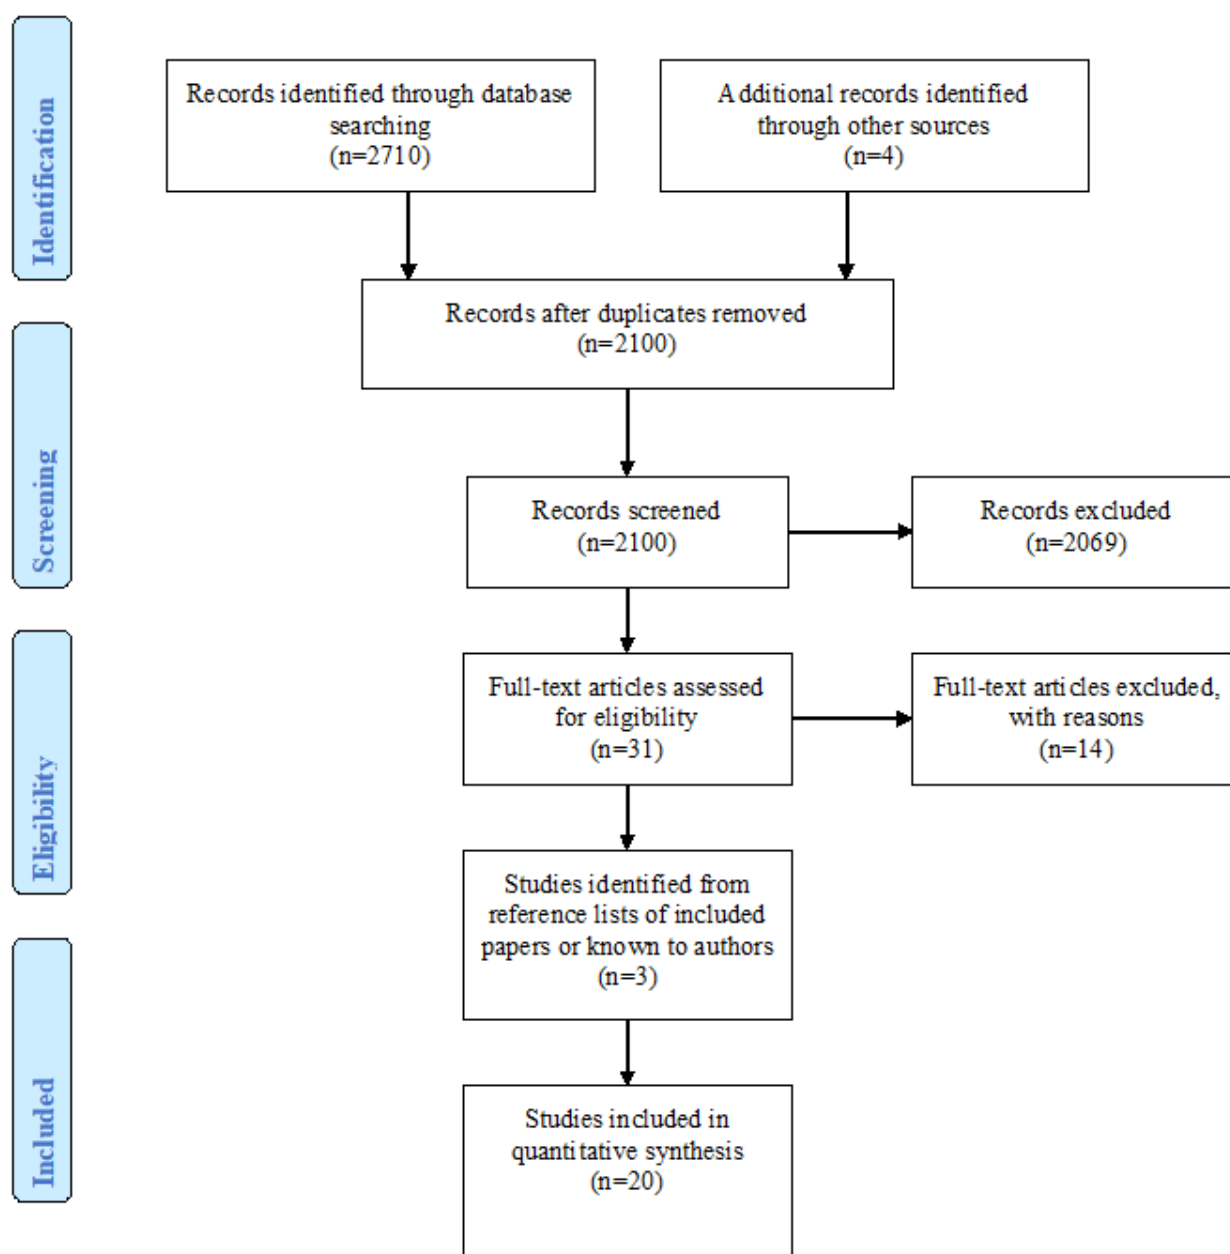 Identification
Records identified through database
searching
(n=2710)
Additional records identified
through other sources
(n=4)
Records after duplicates removed
(n=2100)
Screening
Records screened
(n=2100)
Records excluded
(n=2069)
Eligibility
Full-text articles assessed
for eligibility
(n=31)
Full-text articles excluded,
with reasons
(n=14)
Studies identified from
reference lists of included
papers or known to authors
(n=3)
Included
Studies included in
quantitative synthesis
(n=20)